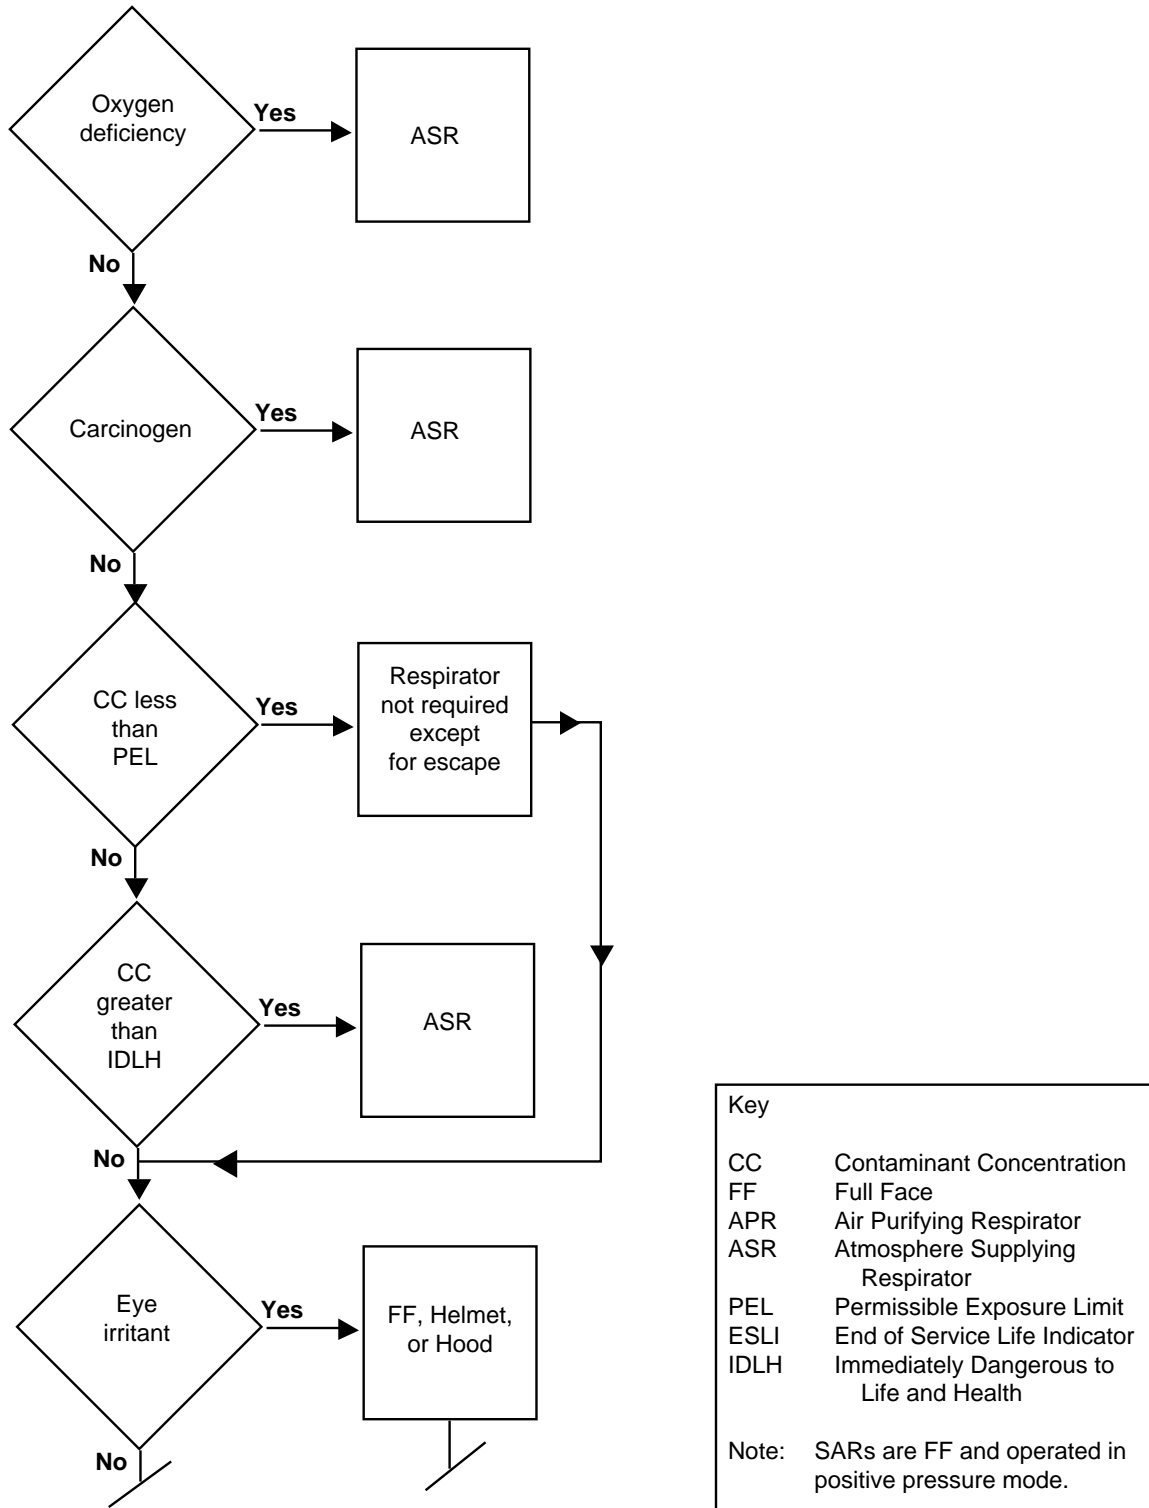 Oxygen
deficiency
Yes
ASR
No
Carcinogen
Yes
ASR
No
CC less
than
PEL
Yes
Respirator
not required
except
for escape
No
CC
greater
than
IDLH
Yes
ASR
No
Eye
irritant
Yes
FF, Helmet,
or Hood
No
Key
CC Contaminant Concentration
FF Full Face
APR Air Purifying Respirator
ASR Atmosphere Supplying
Respirator
PEL Permissible Exposure Limit
ESLI End of Service Life Indicator
IDLH Immediately Dangerous to
Life and Health
Note: SARs are FF and operated in
positive pressure mode.